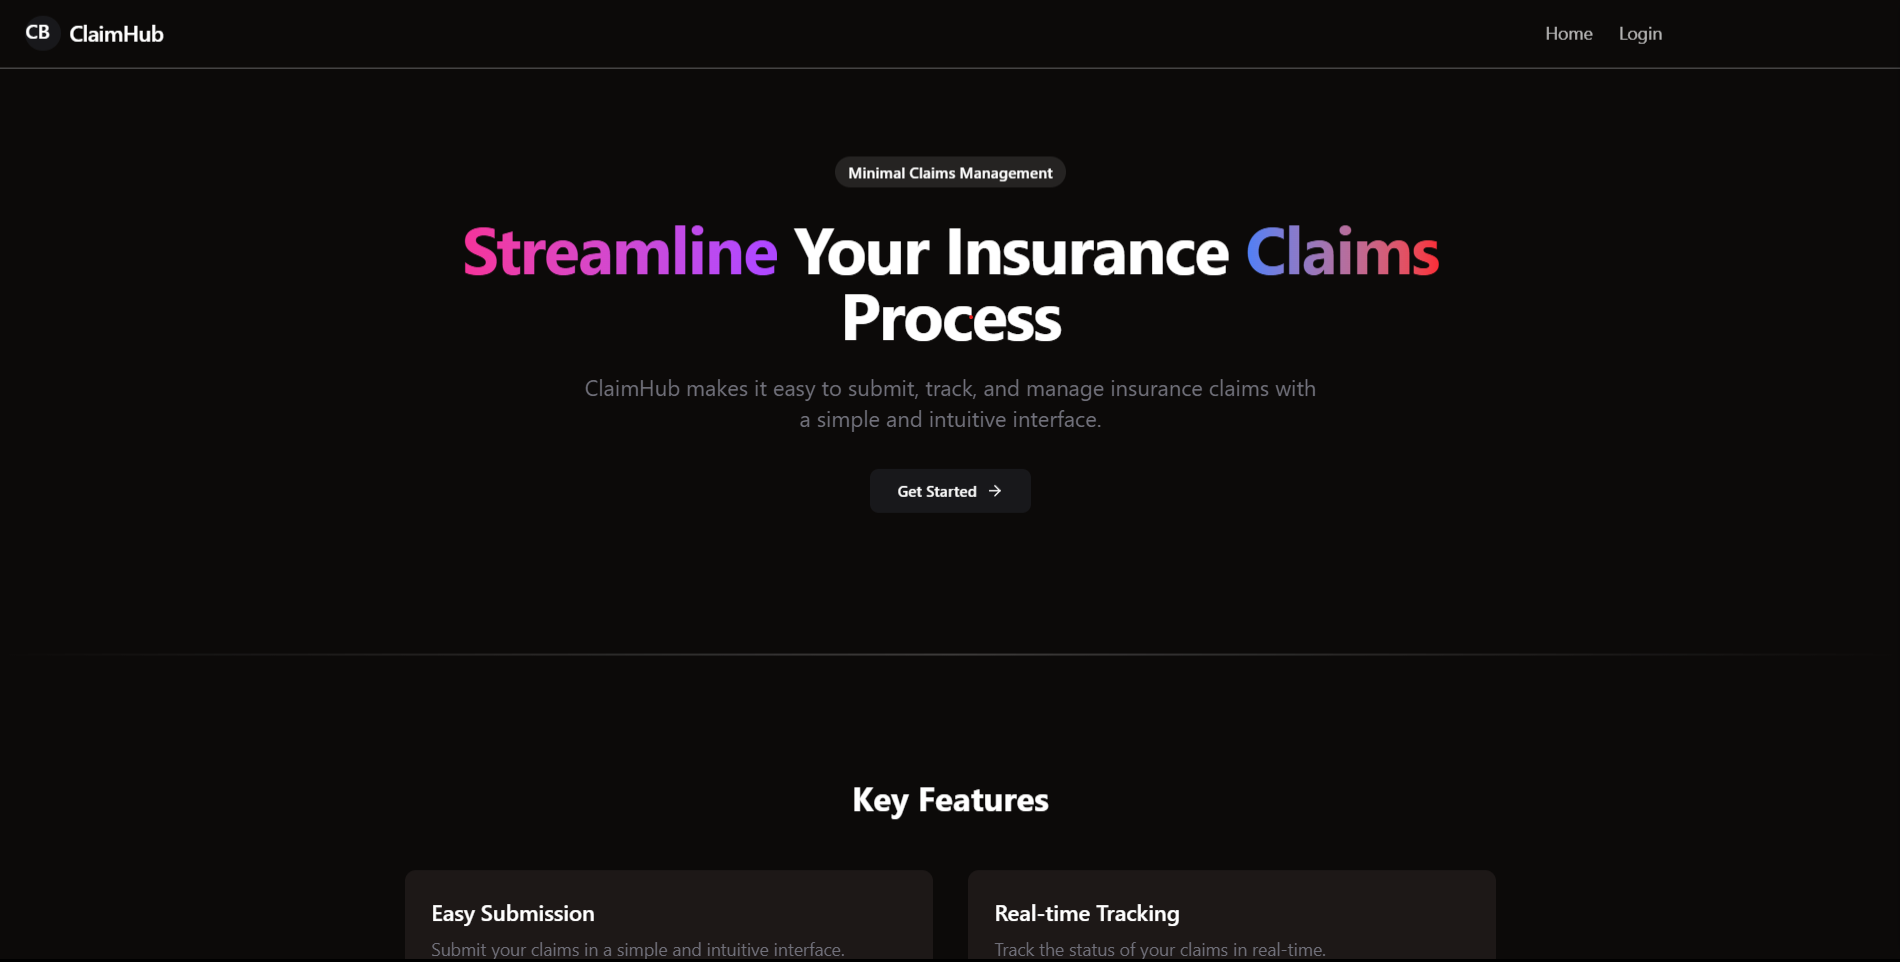 CB ClaimHub
Home Login
Minimal Claims Management
Streamline Your Insurance Claims
Process
ClaimHub makes it easy to submit, track, and manage insurance claims with
a simple and intuitive interface.
Get Started
Key Features
Easy Submission
Submit your claims in a simple and intuitive interface.
Real-time Tracking
Track the status of your claims in real-time.